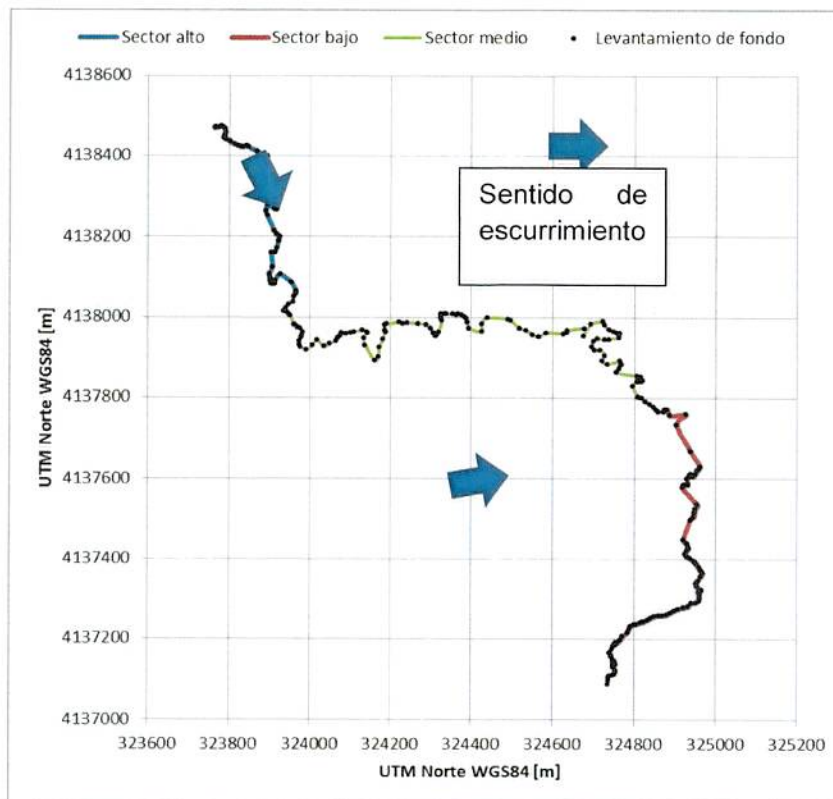 Sector alto Sector bajo Sector medio Levantamiento de fondo
4138600
4138400
4138200
4138000
4137800
4137600
4137400
4137200
4137000
UTM Norte WGS84 [m]
Sentido de
escurrimiento
323600 323800 324000 324200 324400 324600 324800 325000 325200
UTM Norte WGS84 [m]